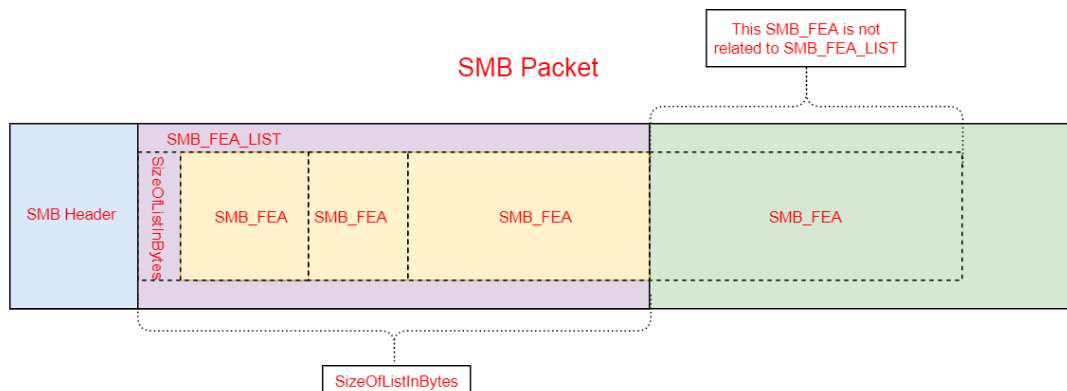 This SMB_FEA is not
related to SMB_FEA_LIST
SMB Packet
SMB_FEA_LIST
SizeOfListInBytes
SMB Header
SMB_FEA
SMB_FEA
SMB_FEA
SMB_FEA
SizeOfListInBytes